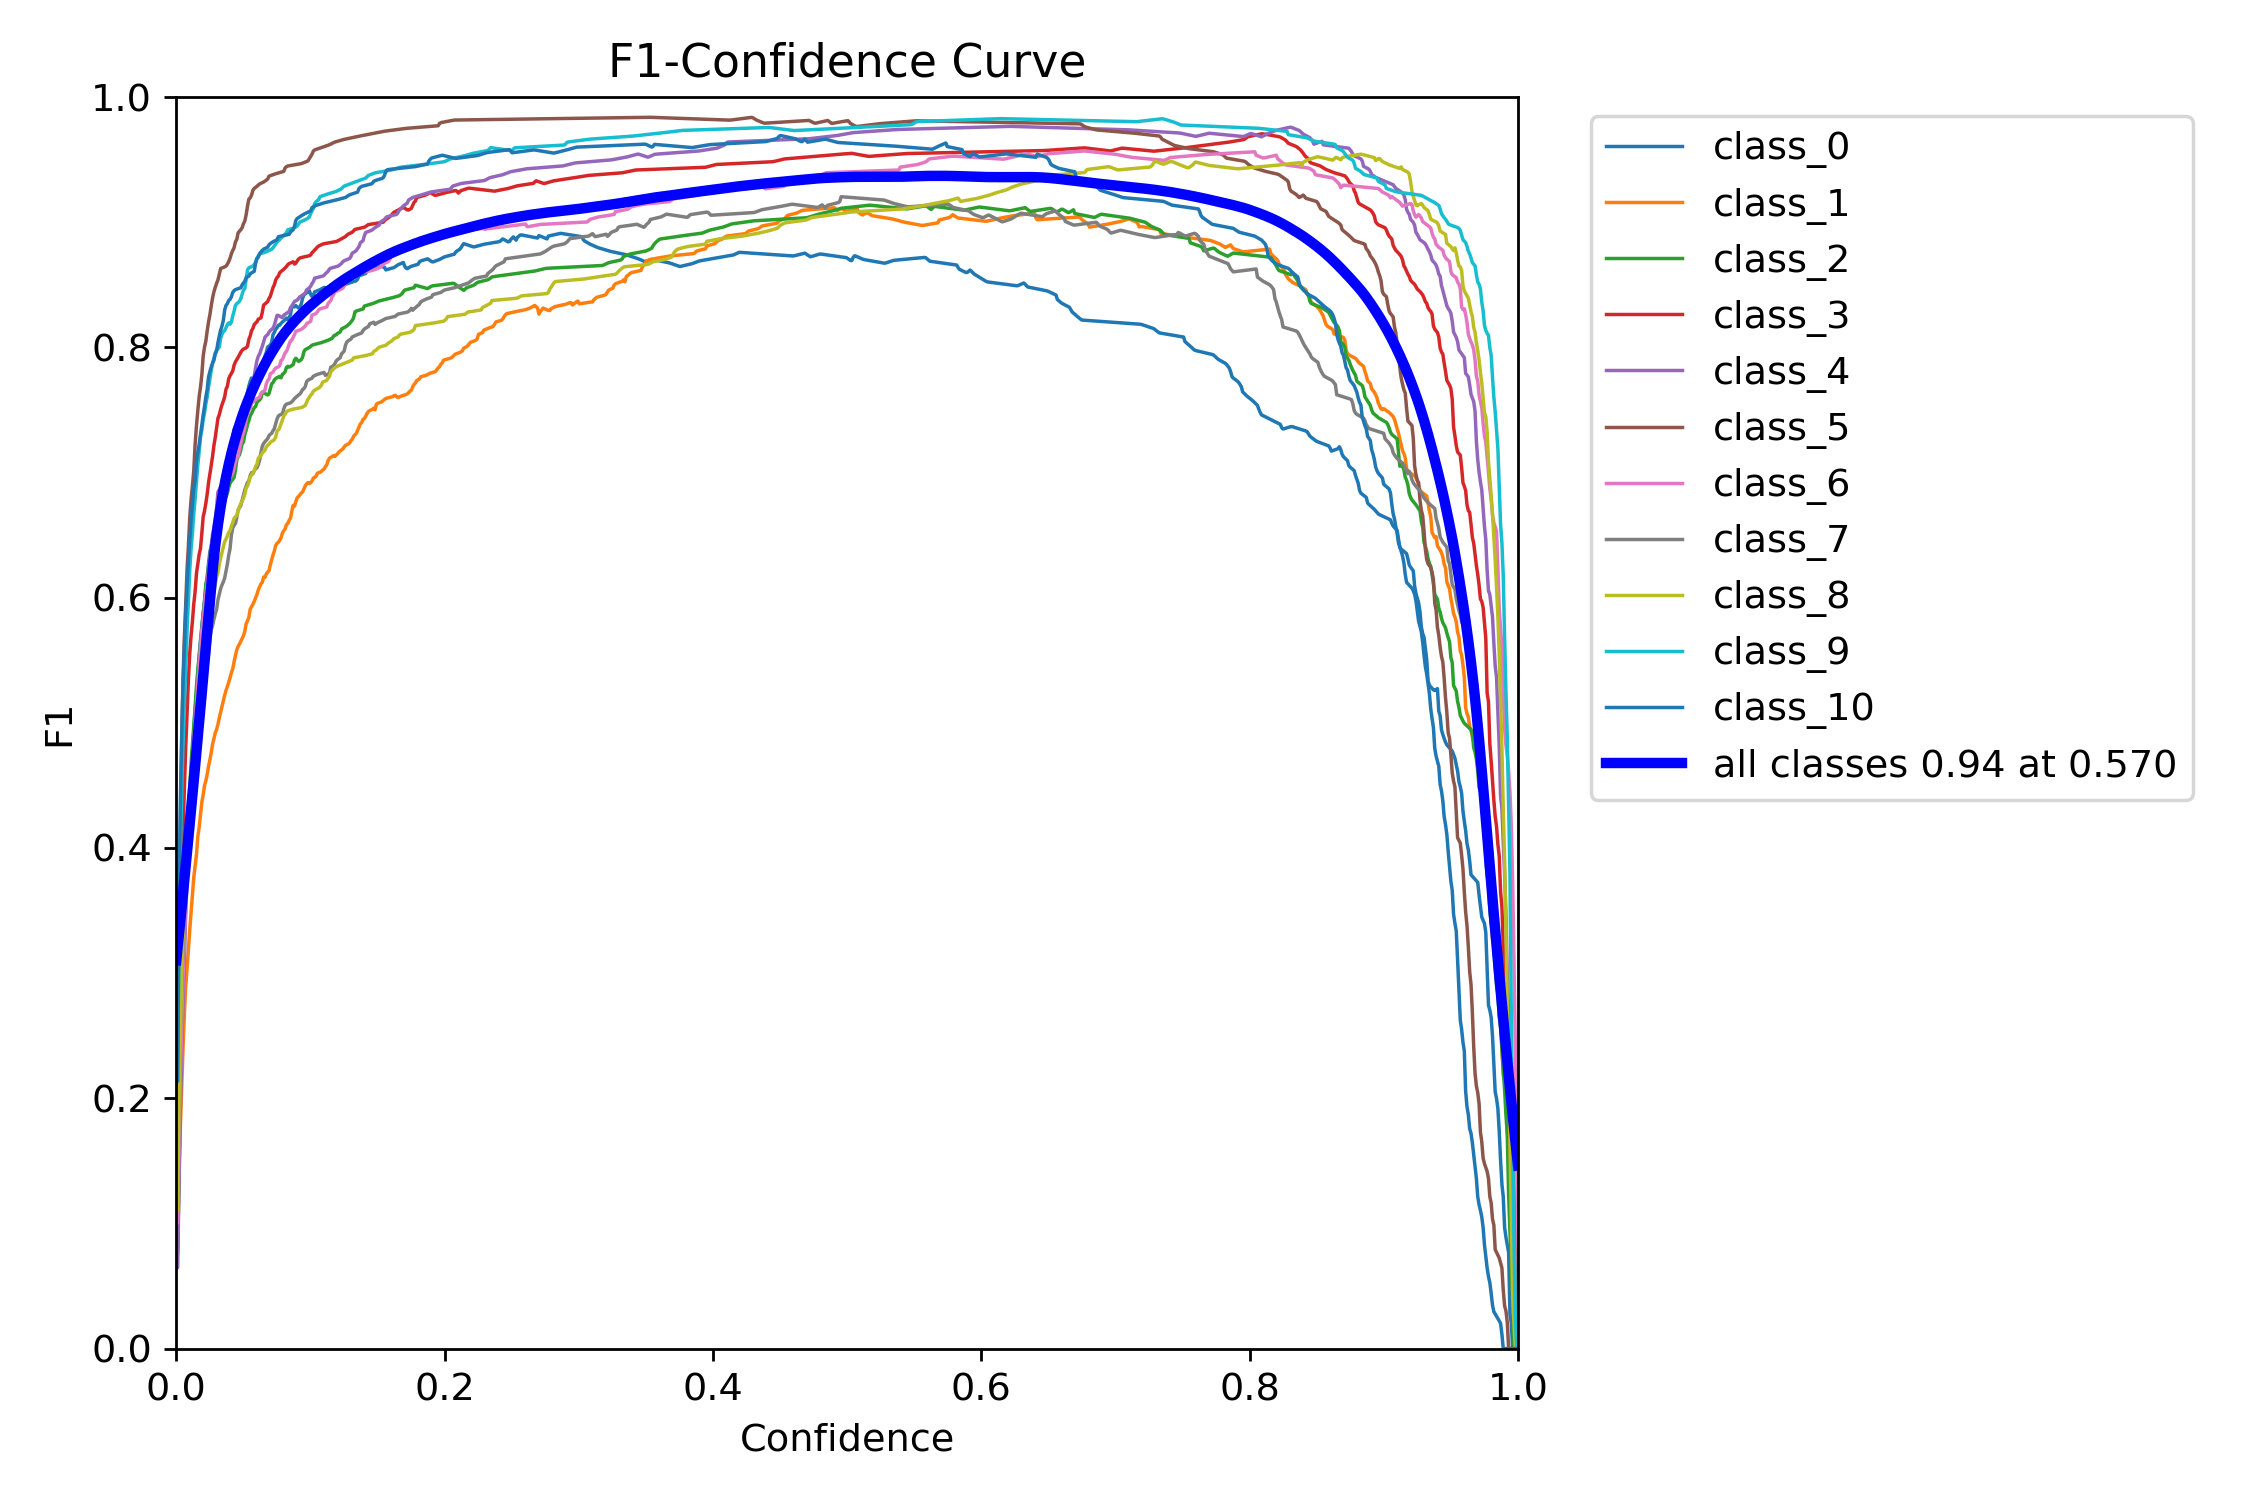 F1-Confidence Curve
1.0
0.8
0.6
0.4
0.2
0.0
F1
0.0 0.2 0.4 0.6 0.8 1.0
Confidence
class_0
class_1
class_2
class_3
class_4
class_5
class_6
class_7
class_8
class_9
class_10
all classes 0.94 at 0.570